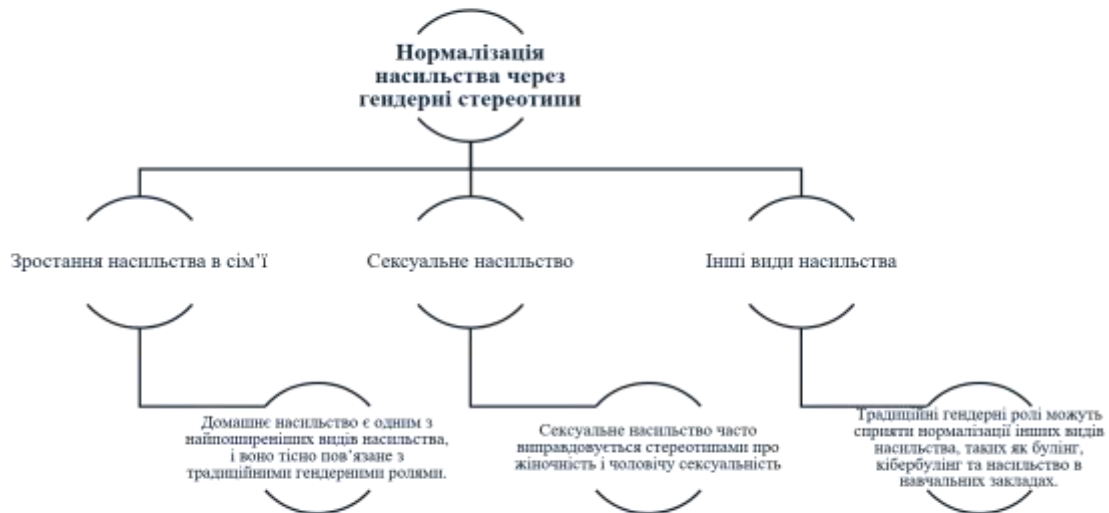 Нормалізація
насильства через
гендерні стереотипи
Зростання насильства в сім’ї
Сексуальне насильство
Інші види насильства
Домашнє насильство є одним з
найпоширеніших видів насильства,
і воно тісно пов’язане з
традиційними гендерними ролями.
Сексуальне насильство часто
виправдовується стереотипами про
жіночність і чоловічу сексуальність
Традиційні гендерні ролі можуть
сприяти нормалізації інших видів
насильства, таких як булінг,
кібербулінг та насильство в
навчальних закладах.